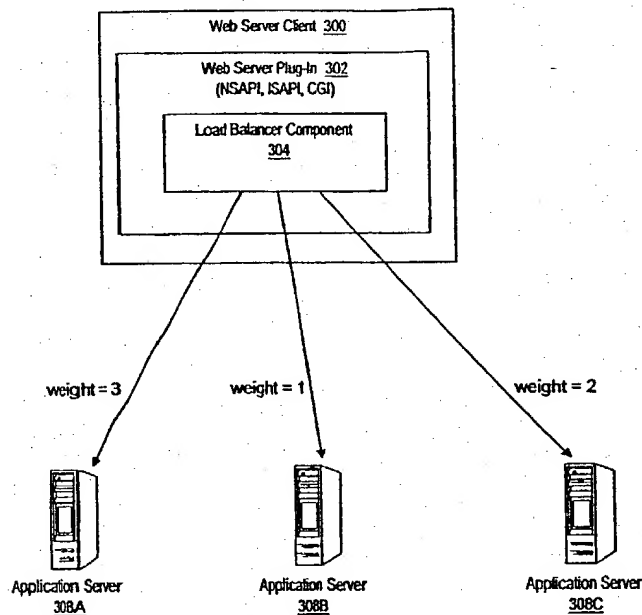 Web Server Client 300
Web Server Plug-In 302
(NSAPI, ISAPI, CGI)
Load Balancer Component
304
weight = 3
weight = 1
weight = 2
Application Server
308A
Application Server
308B
Application Server
308C